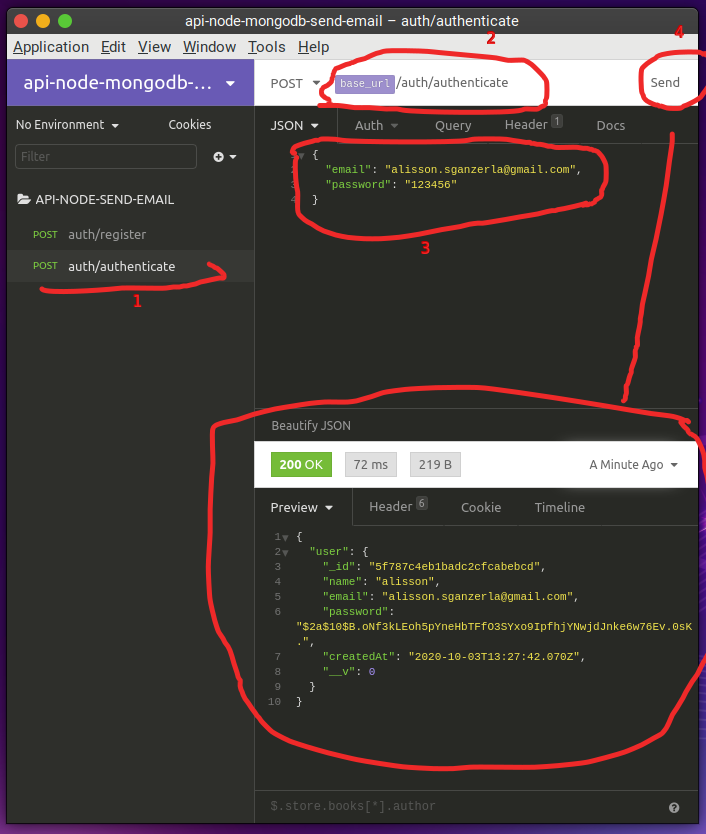 api-node-mongodb-send-email – auth/authenticate
Application Edit View Window Tools Help
2
4
api-node-mongodb-... POST base_url/auth/authenticate Send
No Environment Cookies
JSON Auth Query Header 1 Docs
Filter
1 {
2 "email": "alisson.sganzerla@gmail.com",
3 "password": "123456"
4 }
3
API-NODE-SEND-EMAIL
POST auth/register
POST auth/authenticate
1
Beautify JSON
200 OK 72 ms 219 B A Minute Ago
Preview Header 6 Cookie Timeline
1 {
2 "user": {
3 "_id": "5f787c4eb1badc2cfcabebcd",
4 "name": "alisson",
5 "email": "alisson.sganzerla@gmail.com",
6 "password":
"$2a$10$B.oNf3kLEoh5pYneHbTFfO3SYxo9IpfhjYNwjdJnke6w76Ev.0sK
.",
7 "createdAt": "2020-10-03T13:27:42.070Z",
8 "__v": 0
9 }
10 }
$.store.books[*].author